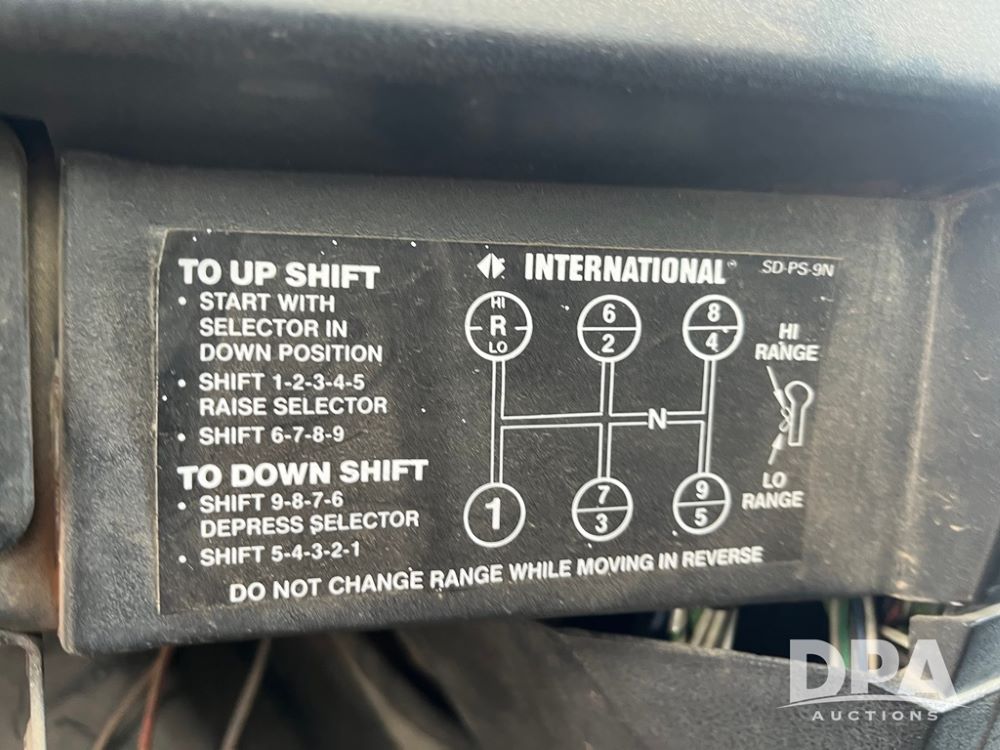 TO UP SHIFT
• START WITH
SELECTOR IN
DOWN POSITION
• SHIFT 1-2-3-4-5
RAISE SELECTOR
• SHIFT 6-7-8-9
TO DOWN SHIFT
• SHIFT 9-8-7-6
DEPRESS SELECTOR
• SHIFT 5-4-3-2-1
INTERNATIONAL
SD-PS-9N
HI
R
LO
6
2
8
4
HI
RANGE
N
1
7
3
9
5
LO
RANGE
DO NOT CHANGE RANGE WHILE MOVING IN REVERSE
DPA
AUCTIONS